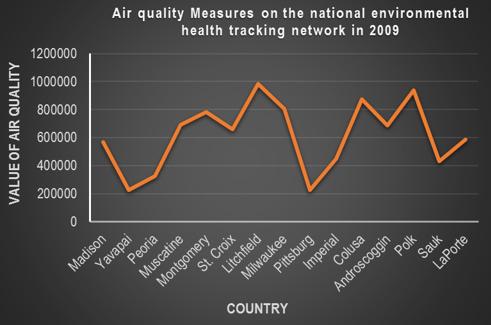 Air quality Measures on the national environmental
health tracking network in 2009
VALUE OF AIR QUALITY
1200000
1000000
800000
600000
400000
200000
0
Madison
Yavapai
Peoria
Muscatine
Montgomery
St. Croix
Litchfield
Milwaukee
Pittsburg
Imperial
Colusa
Androscoggin
Polk
Sauk
LaPorte
COUNTRY